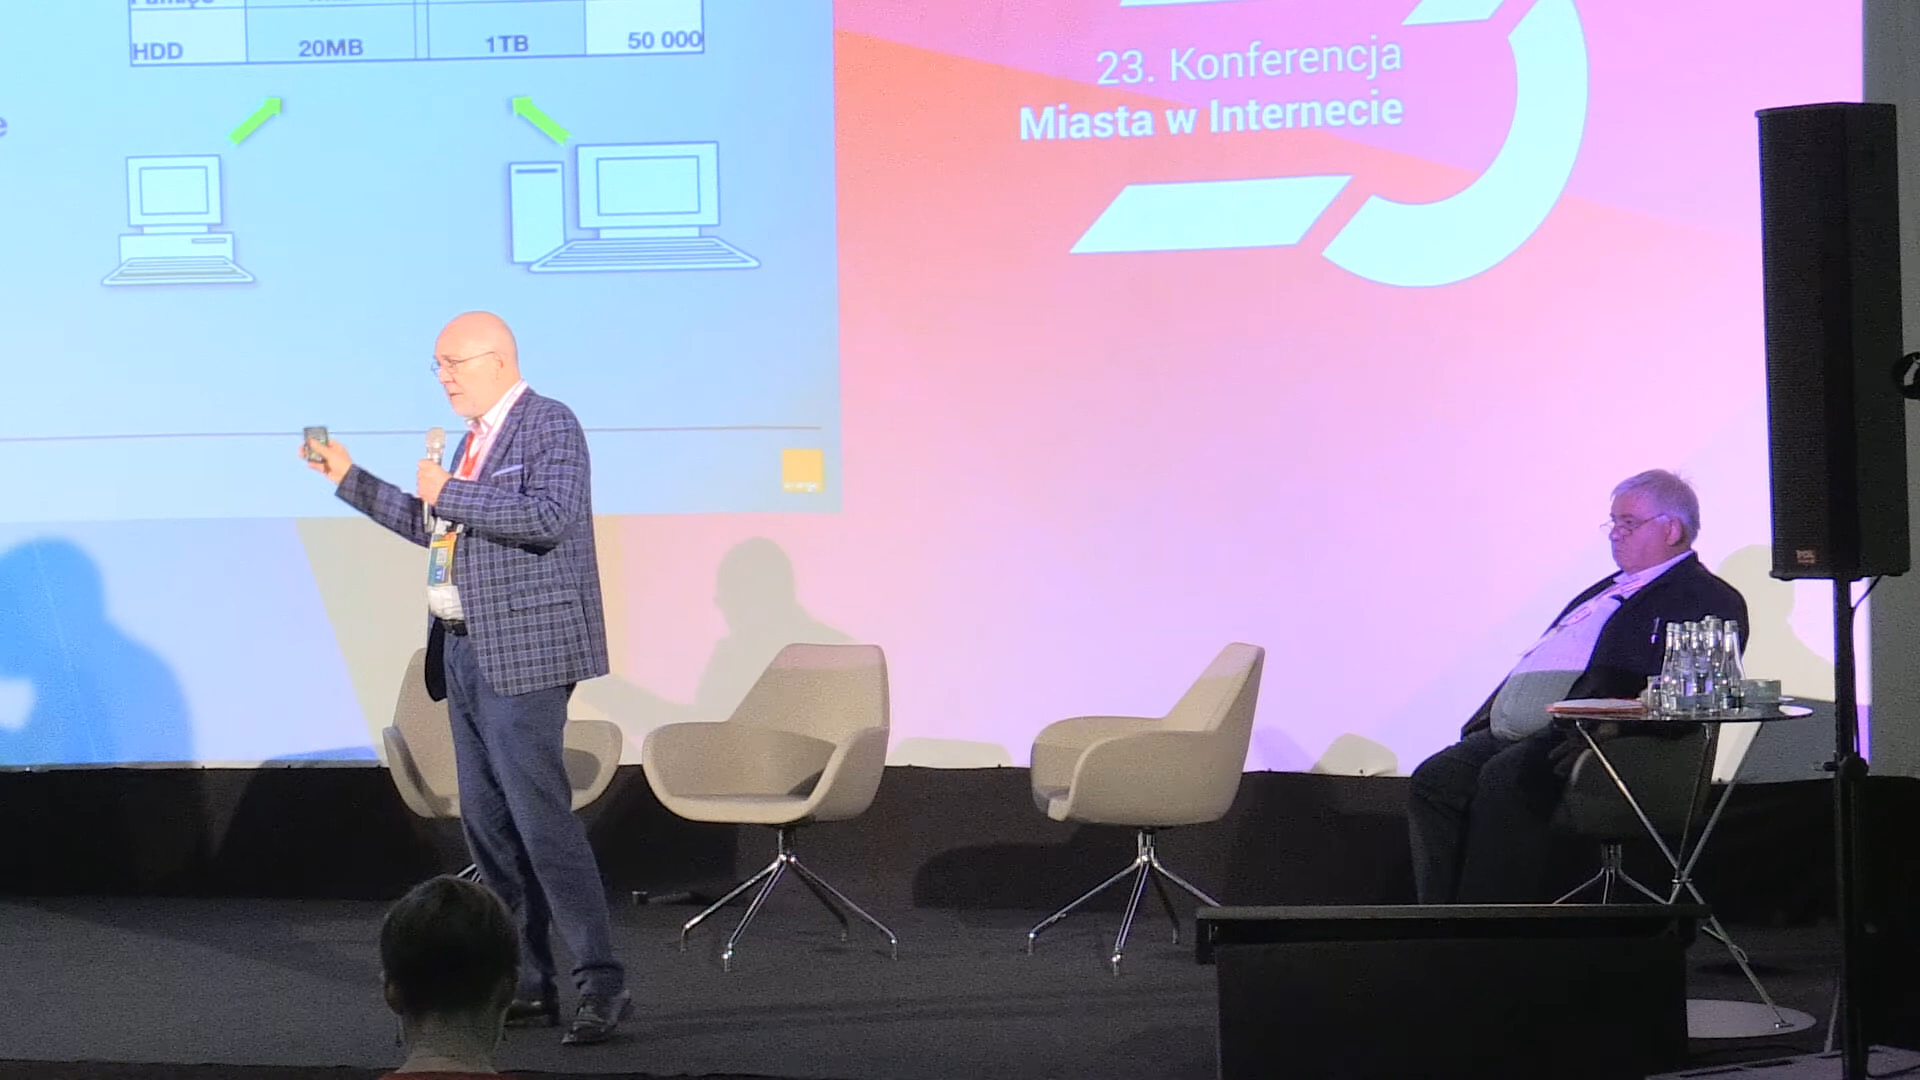 HDD 20MB 1TB 50 000
23. Konferencja
Miasta w Internecie